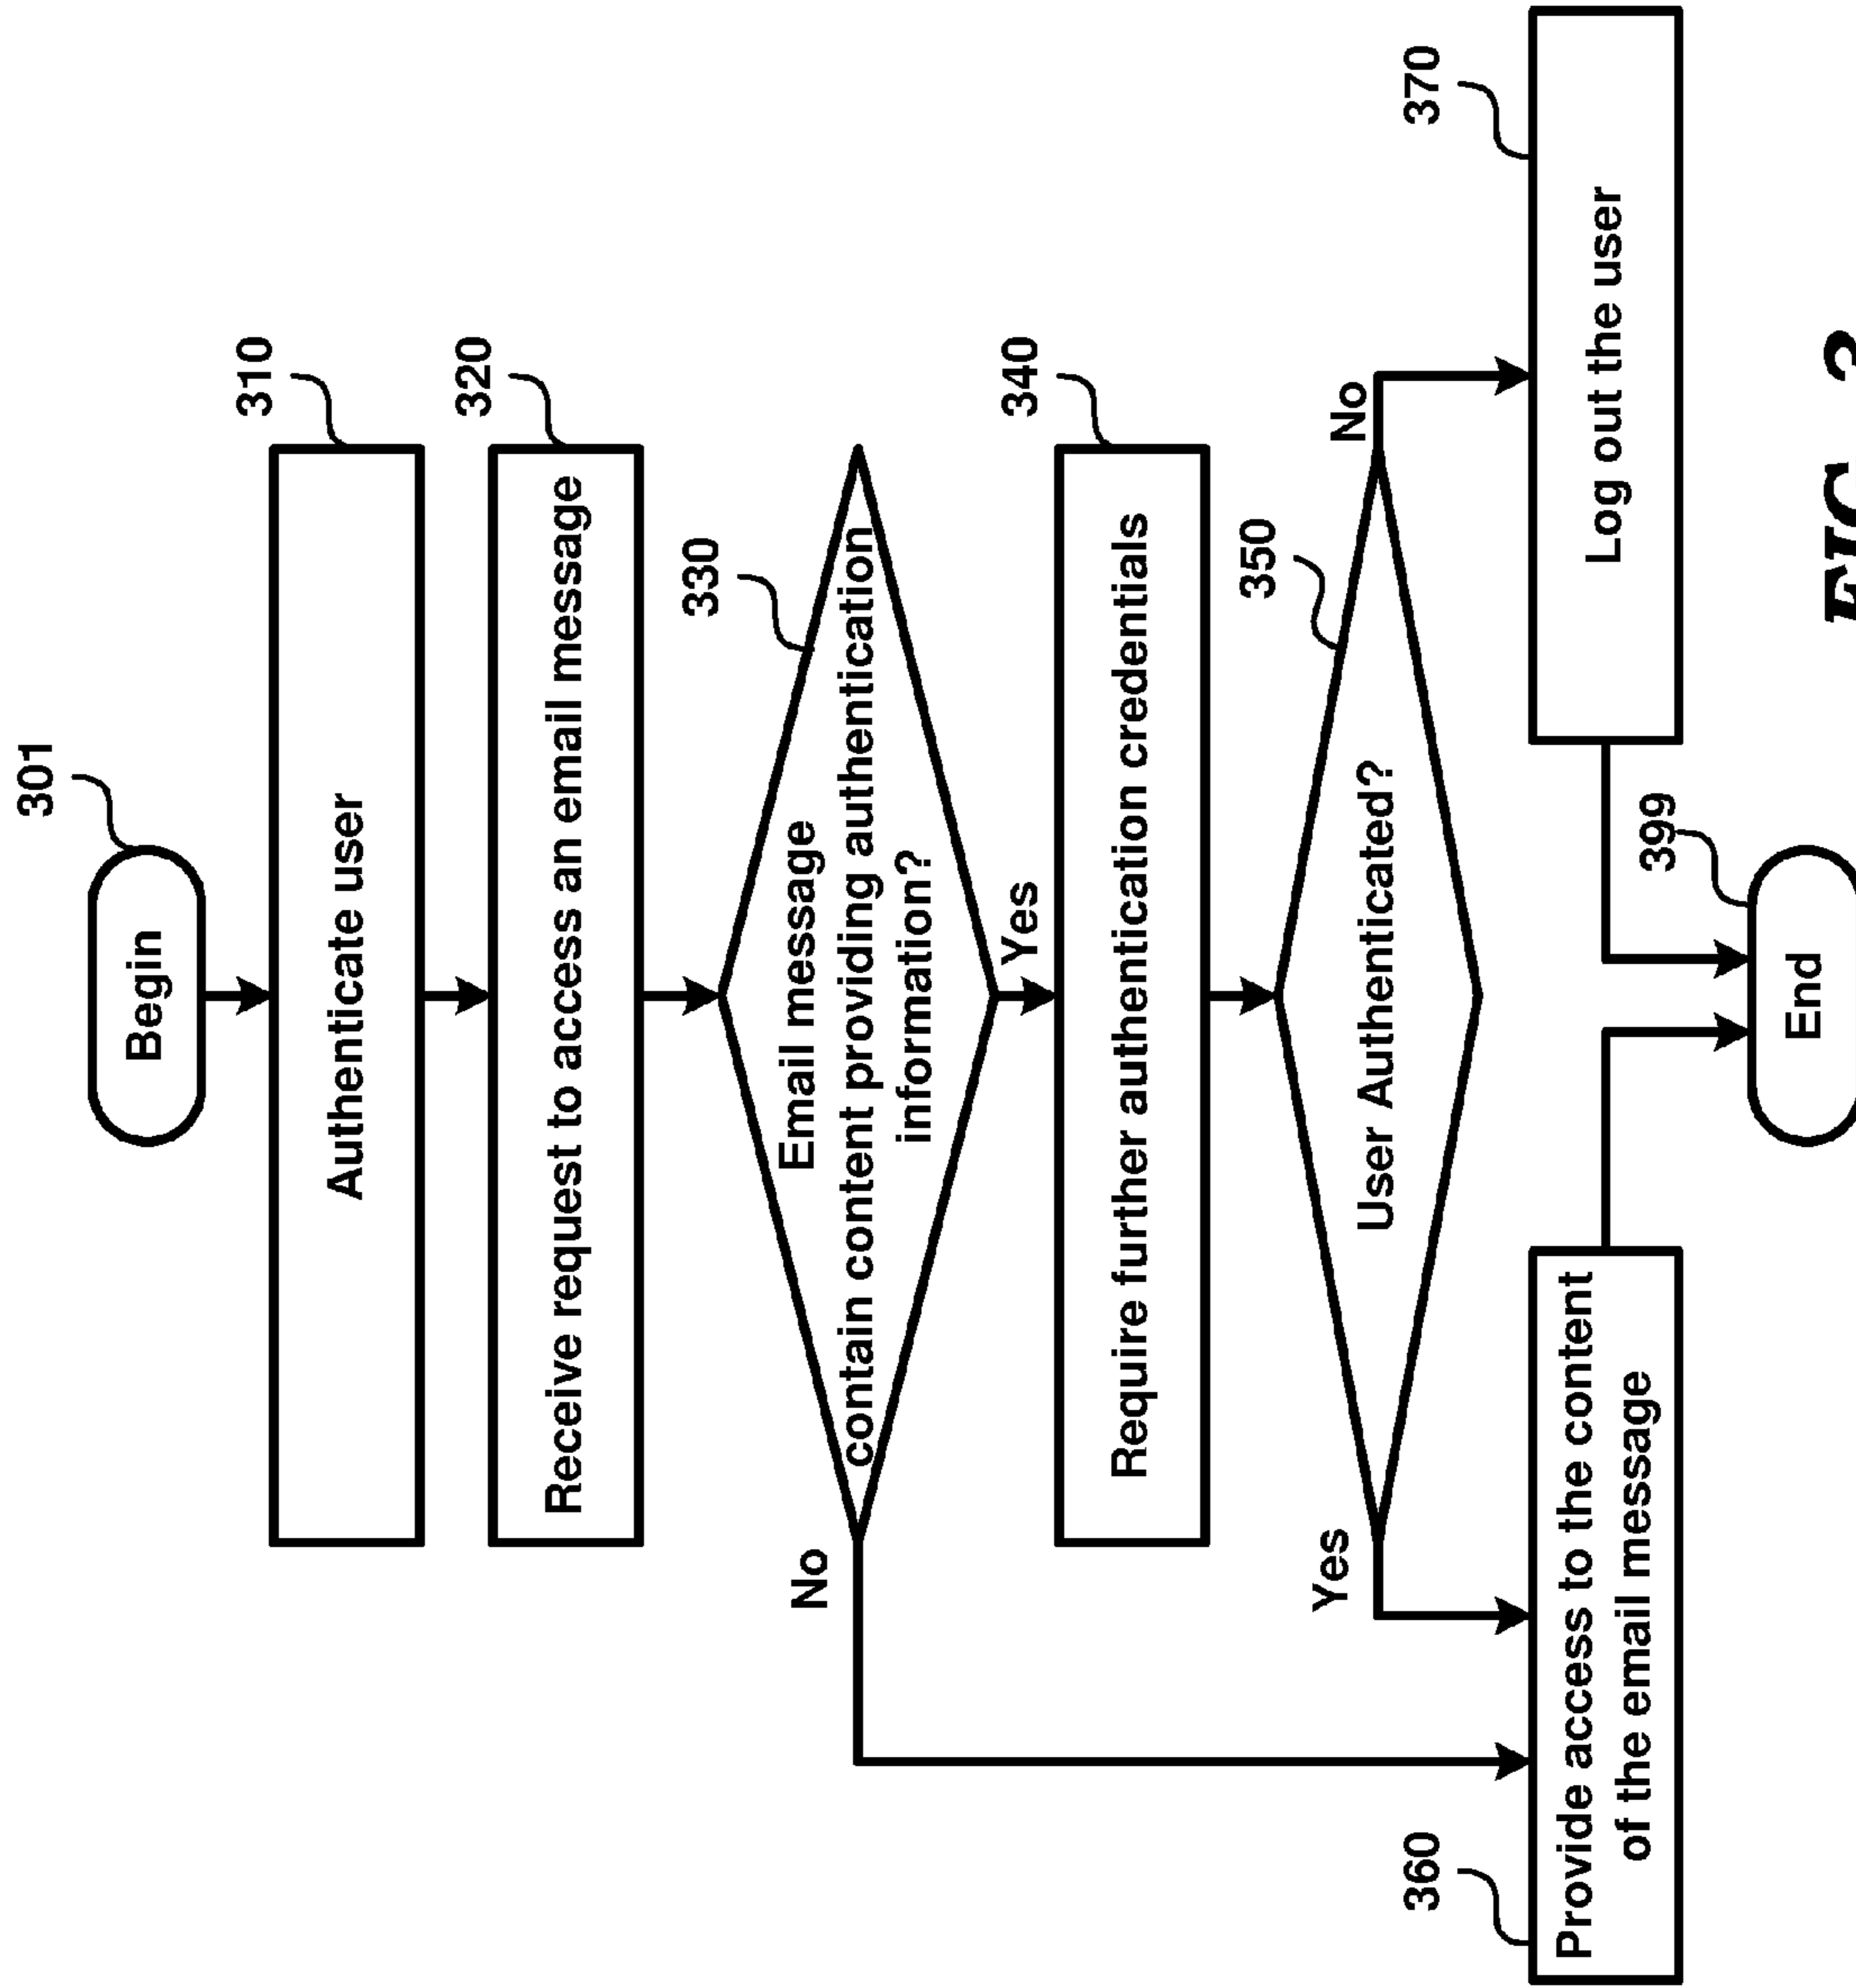 301
Begin
310
Authenticate user
320
Receive request to access an email message
330
Email message
contain content providing authentication
information?
No
Yes
340
Require further authentication credentials
350
User Authenticated?
Yes
No
360
Provide access to the content
of the email message
370
Log out the user
399
End